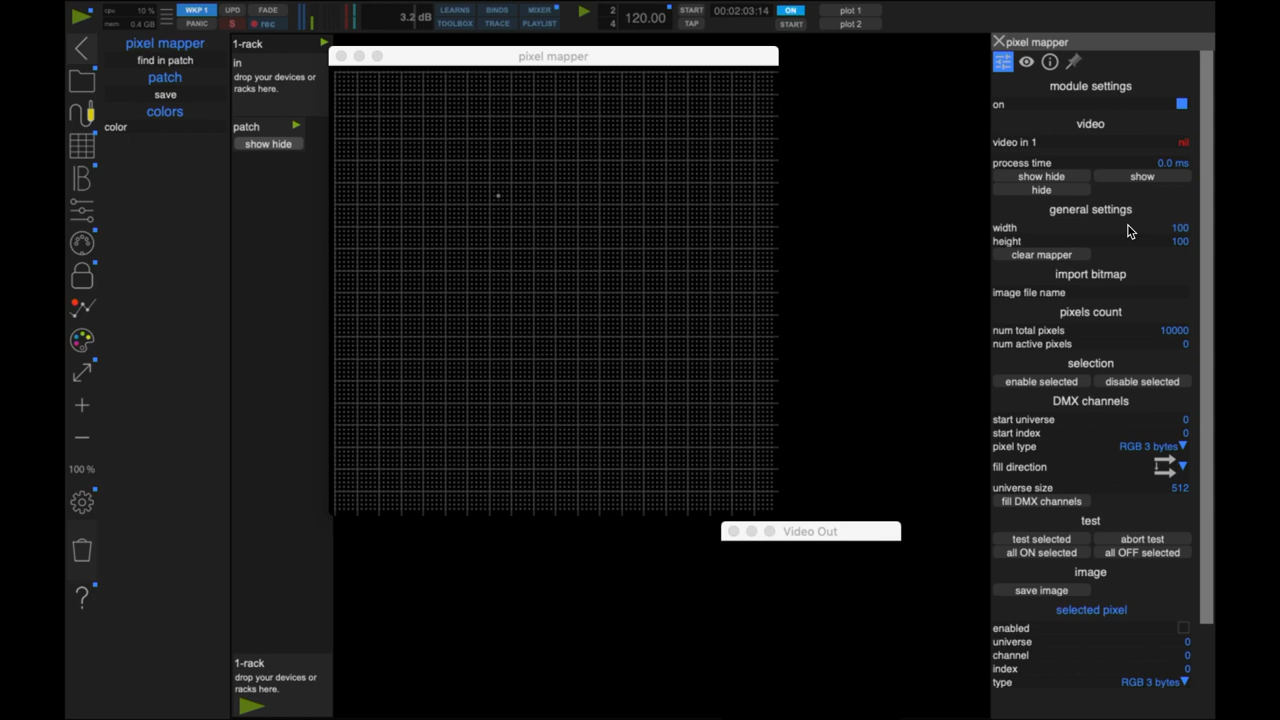 cpu 10 %
mem 0.4 GB
WKP 1 UPD FADE
PANIC S rec
3.2 dB
LEARNS BINDS MIXER
TOOLBOX TRACE PLAYLIST
2
4
120.00
START
TAP
00:02:03:14
ON
START
plot 1
plot 2
pixel mapper
find in patch
patch
save
colors
color
100 %
?
1-rack
in
drop your devices or
racks here.
patch
show hide
1-rack
drop your devices or
racks here.
pixel mapper
Video Out
pixel mapper
module settings
on
video
video in 1 nil
process time 0.0 ms
show hide show
hide
general settings
width 100
height 100
clear mapper
import bitmap
image file name
pixels count
num total pixels 10000
num active pixels 0
selection
enable selected disable selected
DMX channels
start universe 0
start index 0
pixel type RGB 3 bytes
fill direction
universe size 512
fill DMX channels
test
test selected abort test
all ON selected all OFF selected
image
save image
selected pixel
enabled
universe 0
channel 0
index 0
type RGB 3 bytes